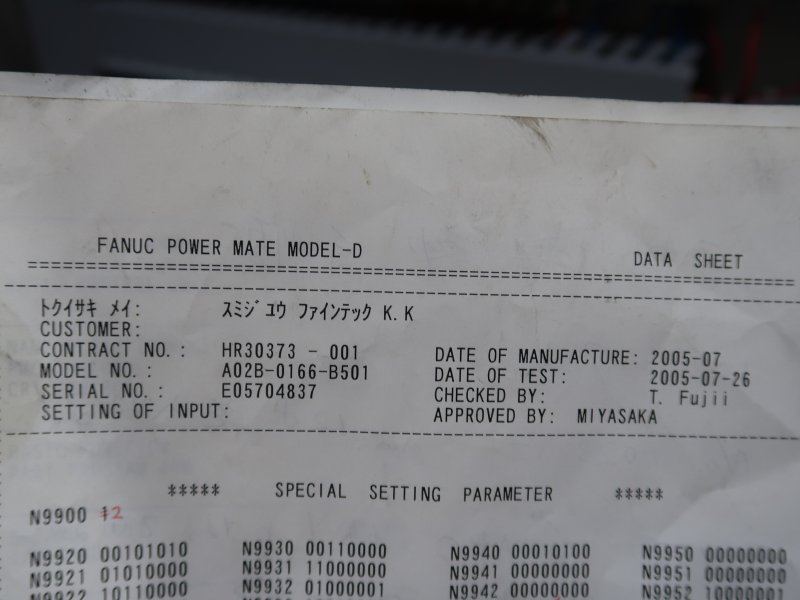 FANUC POWER MATE MODEL-D DATA SHEET
トクイサキ メイ: スミジュウ ファインテック K.K
CUSTOMER:
CONTRACT NO.: HR30373 - 001 DATE OF MANUFACTURE: 2005-07
MODEL NO.: A02B-0166-B501 DATE OF TEST: 2005-07-26
SERIAL NO.: E05704837 CHECKED BY: T. Fujii
SETTING OF INPUT: APPROVED BY: MIYASAKA
***** SPECIAL SETTING PARAMETER *****
N9900 2
N9920 00101010 N9930 00110000 N9940 00010100 N9950 00000000
N9921 01010000 N9931 11000000 N9941 00000000 N9951 00000000
N9922 10110000 N9932 01000001 N9942 00000000 N9952 10000001